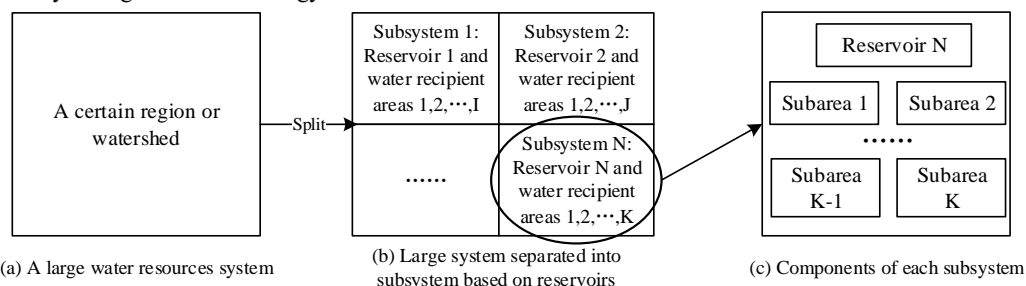 A certain region or
watershed
Split
Subsystem 1:
Reservoir 1 and
water recipient
areas 1,2,⋯,I
Subsystem 2:
Reservoir 2 and
water recipient
areas 1,2,⋯,J
⋯⋯
Subsystem N:
Reservoir N and
water recipient
areas 1,2,⋯,K
Reservoir N
Subarea 1
Subarea 2
⋯⋯
Subarea
K-1
Subarea
K
(a) A large water resources system
(b) Large system separated into
subsystem based on reservoirs
(c) Components of each subsystem